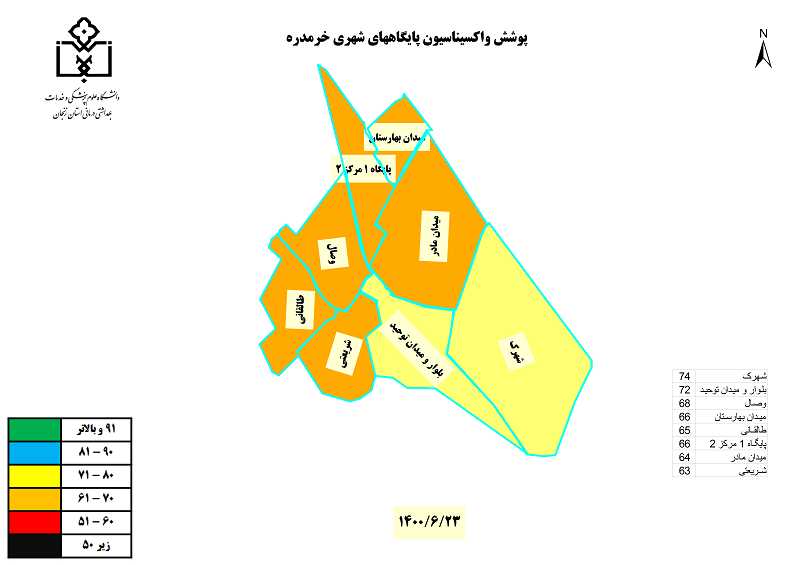 پوشش واکسیناسیون پایگاههای شهری خرمدره
N
دانشگاه علوم پزشکی و خدمات
بهداشتی درمانی استان زنجان
میدان بهارستان
پایگاه ۱ مرکز ۲
میدان مادر
وصال
طالقانی
شریعتی
بلوار و میدان توحید
شهرک
شهرک 74
بلوار و میدان توحید 72
وصال 68
میدان بهارستان 66
طالقانی 65
پایگاه 1 مرکز 2 66
میدان مادر 64
شریعتی 63
۹۱ و بالاتر
۸۱ – ۹۰
۷۱ – ۸۰
۶۱ – ۷۰
۵۱ – ۶۰
زیر ۵۰
۱۴۰۰/۶/۲۳